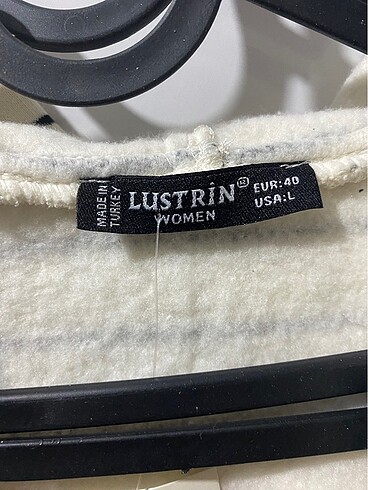 MADE IN
TURKEY
LUSTRİN®
WOMEN
EUR:40
USA:L